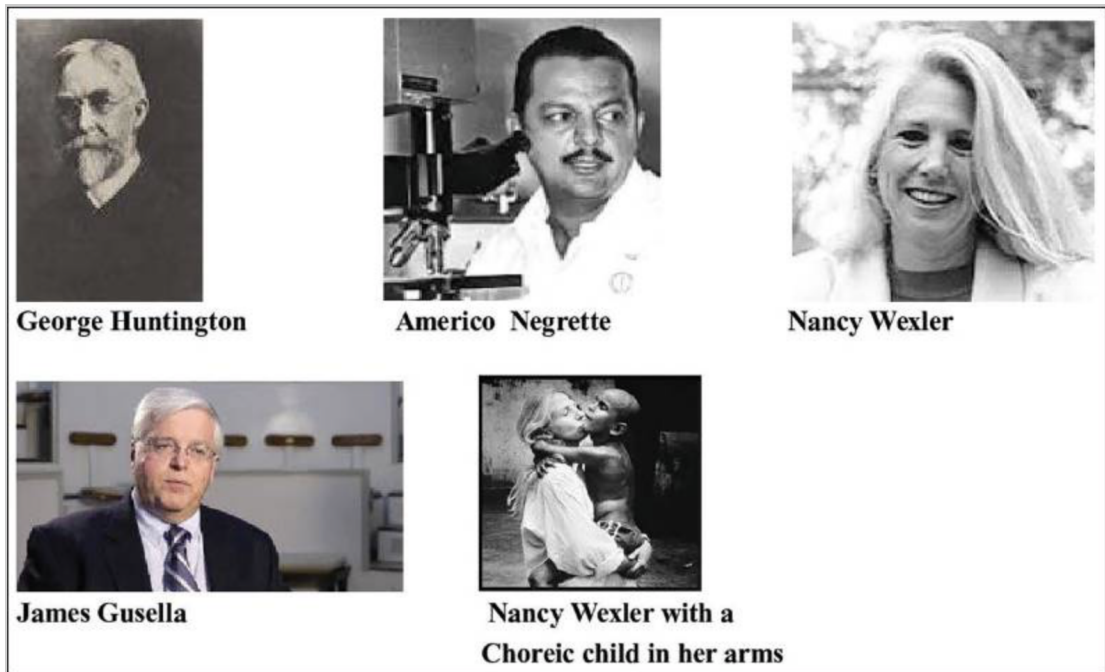 George Huntington
Americo Negrette
Nancy Wexler
James Gusella
Nancy Wexler with a
Choreic child in her arms